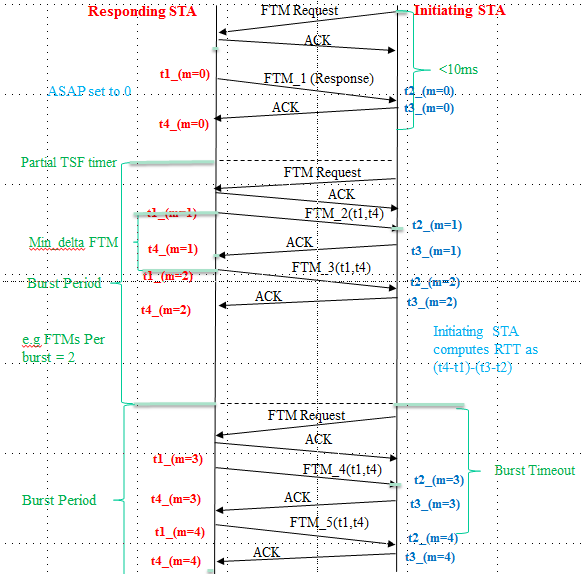 Responding STA
FTM Request
Initiating STA
ACK
<10ms
t1_(m=0)
FTM_1 (Response)
ASAP set to 0
t2_(m=0)
ACK
t3_(m=0)
t4_(m=0)
Partial TSF timer
FTM Request
ACK
t1_(m=1)
FTM_2(t1,t4)
t2_(m=1)
Min_delta FTM
t4_(m=1)
ACK
t3_(m=1)
FTM_3(t1,t4)
t1_(m=2)
Burst Period
t2_(m=2)
ACK
t3_(m=2)
t4_(m=2)
e.g FTMs Per
burst = 2
Initiating STA
computes RTT as
(t4-t1)-(t3-t2)
FTM Request
ACK
t1_(m=3)
FTM_4(t1,t4)
Burst Timeout
t2_(m=3)
Burst Period
t4_(m=3)
ACK
t3_(m=3)
FTM_5(t1,t4)
t1_(m=4)
t2_(m=4)
ACK
t3_(m=4)
t4_(m=4)